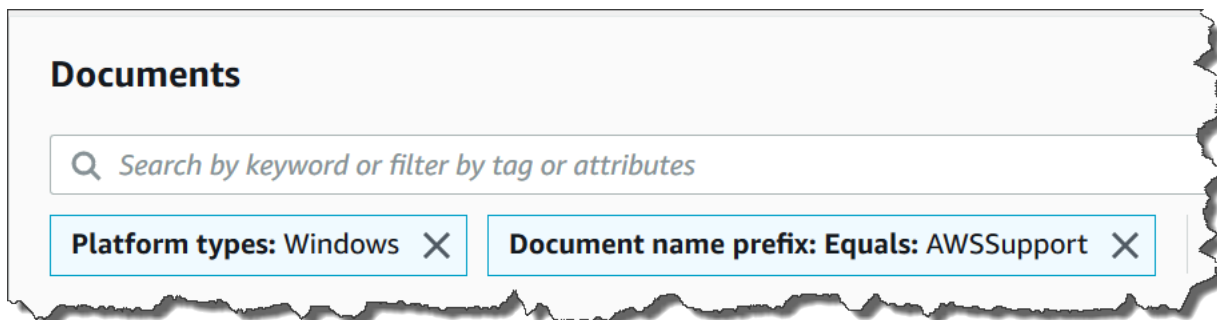 Documents
Search by keyword or filter by tag or attributes
Platform types: Windows Document name prefix: Equals: AWSSupport